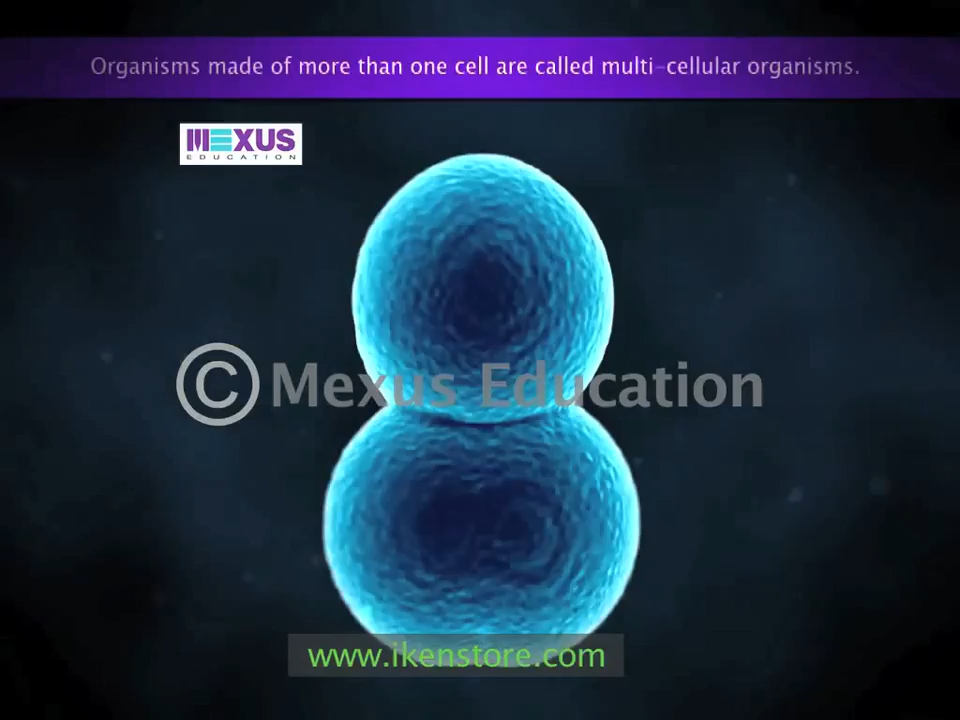 Organisms made of more than one cell are called multi-cellular organisms.
MEXUS
EDUCATION
© Mexus Education
www.ikenstore.com